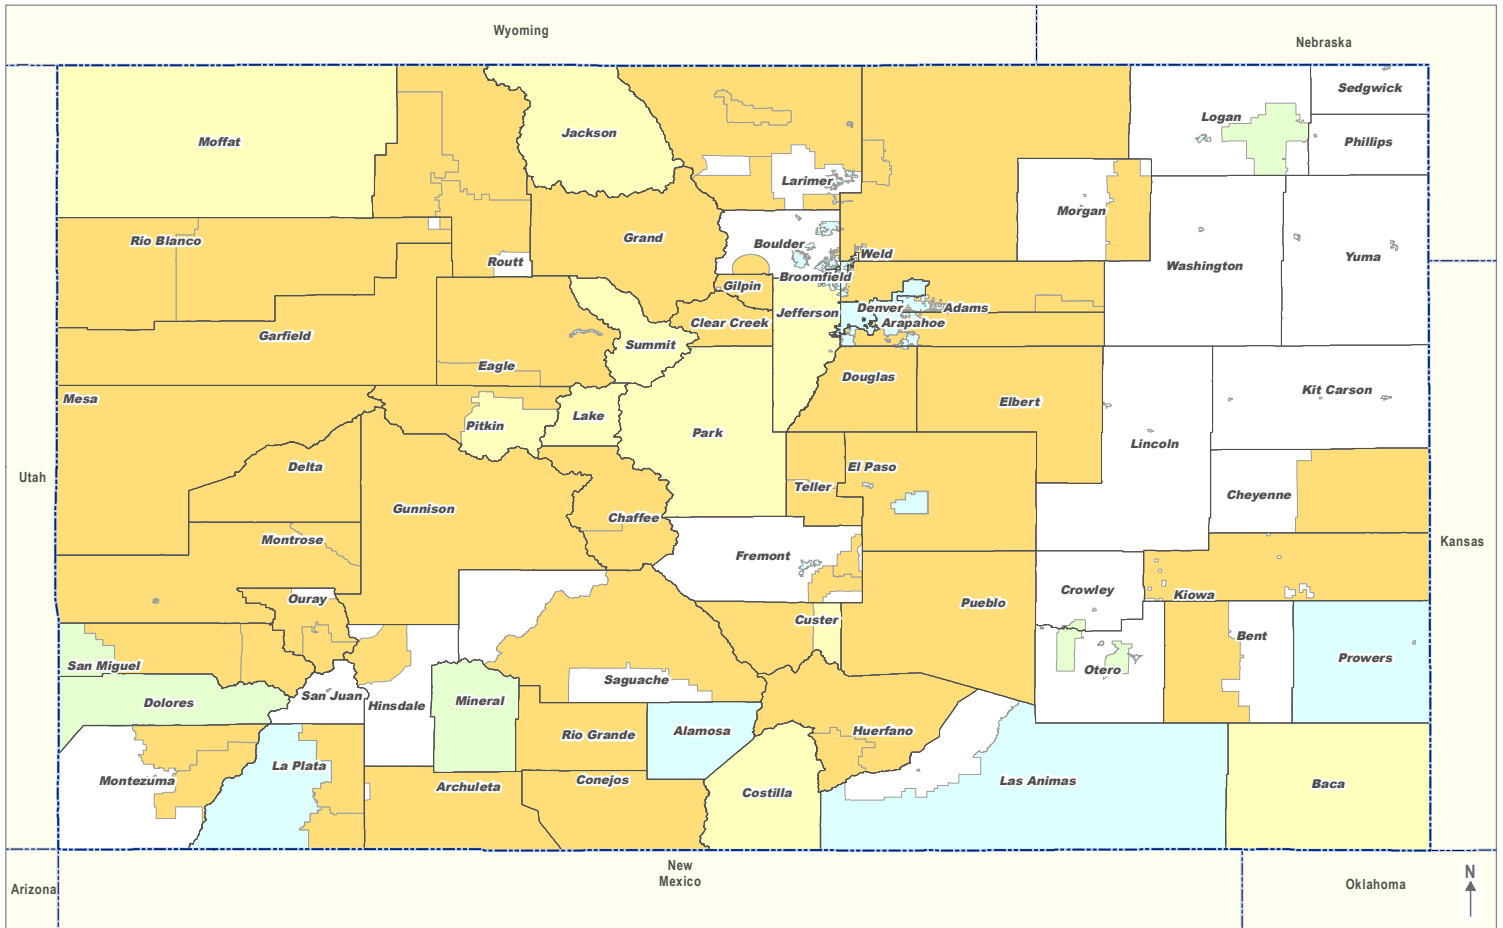 Wyoming
Nebraska
Sedgwick
Logan
Jackson
Moffat
Phillips
Larimer
Morgan
Grand
Rio Blanco
Boulder
Weld
Routt
Washington
Yuma
Broomfield
Gilpin
Denver
Adams
Jefferson
Clear Creek
Arapahoe
Garfield
Summit
Eagle
Douglas
Kit Carson
Mesa
Elbert
Lake
Pitkin
Park
Lincoln
Delta
El Paso
Utah
Teller
Cheyenne
Gunnison
Chaffee
Montrose
Kansas
Fremont
Crowley
Kiowa
Ouray
Pueblo
Custer
Bent
San Miguel
Prowers
Otero
Saguache
San Juan
Dolores
Mineral
Hinsdale
Alamosa
Huerfano
Rio Grande
La Plata
Montezuma
Conejos
Las Animas
Archuleta
Baca
Costilla
New
Mexico
N
Arizona
Oklahoma